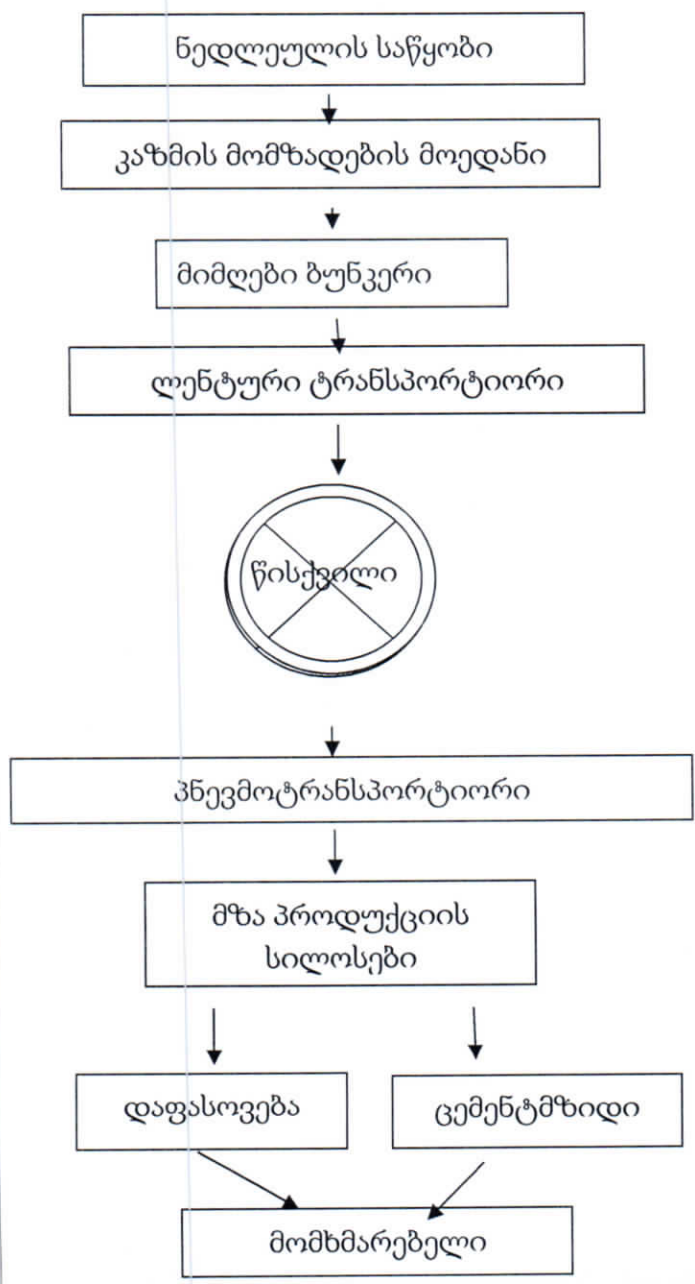 ნედლეულის საწყობი
კაზმის მომზადების მოედანი
მიმღები ბუნკერი
ლენტური ტრანსპორტიორი
წისქვილი
პნევმოტრანსპორტიორი
მზა პროდუქციის
სილოსები
დაფასოვება
ცემენტმზიდი
მომხმარებელი